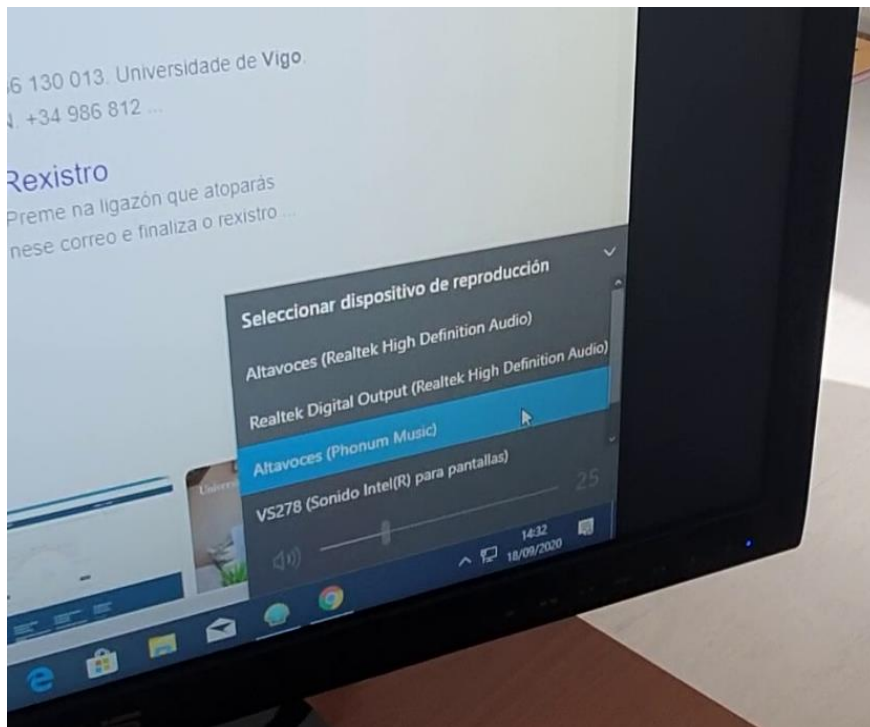 6 130 013. Universidade de Vigo.
. +34 986 812 ...
Rexistro
Preme na ligazón que atoparás
nese correo e finaliza o rexistro ...
Seleccionar dispositivo de reproducción
Altavoces (Realtek High Definition Audio)
Realtek Digital Output (Realtek High Definition Audio)
Altavoces (Phonum Music)
VS278 (Sonido Intel(R) para pantallas)
25
14:32
18/09/2020